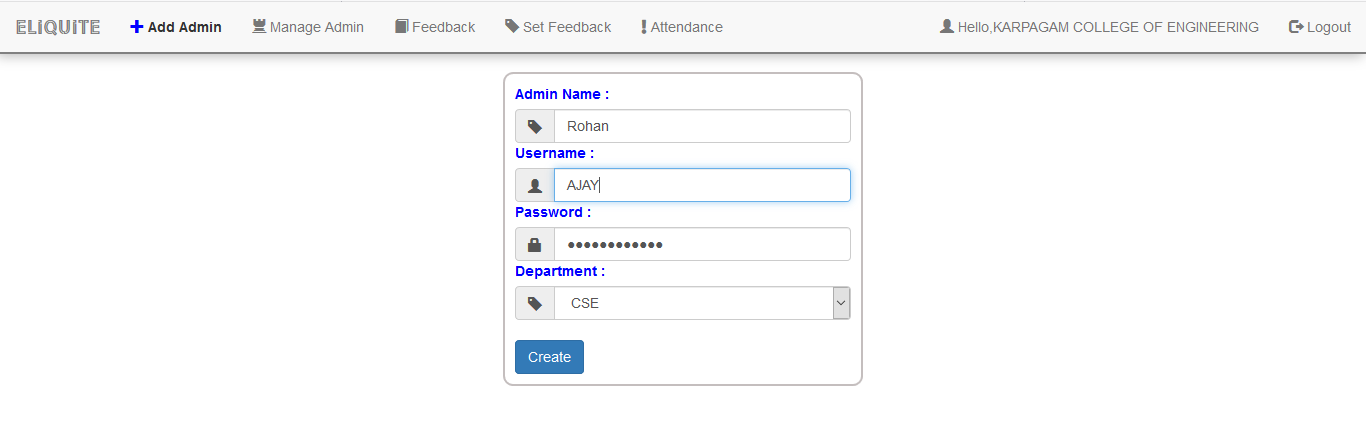 ELiQUiTE Add Admin Manage Admin Feedback Set Feedback Attendance Hello,KARPAGAM COLLEGE OF ENGINEERING Logout
Admin Name :
Rohan
Username :
AJAY
Password :
••••••••••••
Department :
CSE
Create